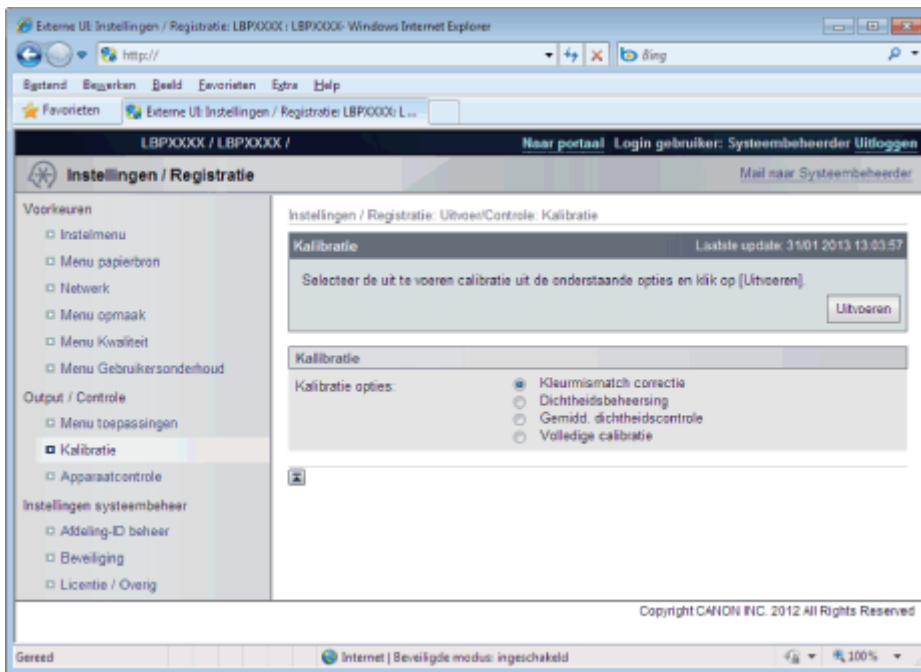 Externe UI: Instellingen / Registratie: LBPXXXX : LBPXXXX- Windows Internet Explorer
http://
Bing
Bestand Bewerken Beeld Favorieten Extra Help
Favorieten
Externe UI: Instellingen / Registratie: LBPXXXX: L...
LBPXXXX / LBPXXXX /
Naar portaal Login gebruiker: Systeembeheerder Uitloggen
Instellingen / Registratie
Mail naar Systeembeheerder
Voorkeuren
Instelmenu
Menu papierbron
Netwerk
Menu opmaak
Menu Kwaliteit
Menu Gebruikersonderhoud
Output / Controle
Menu toepassingen
Kalibratie
Apparaatcontrole
Instellingen systeembeheer
Afdeling-ID beheer
Beveiliging
Licentie / Overig
Instellingen / Registratie: Uitvoer/Controle: Kalibratie
Kalibratie
Laatste update: 31/01 2013 13:03:57
Selecteer de uit te voeren calibratie uit de onderstaande opties en klik op [Uitvoeren].
Uitvoeren
Kalibratie
Kalibratie opties:
Kleurmismatch correctie
Dichtheidsbeheersing
Gemidd. dichtheidscontrole
Volledige calibratie
Copyright CANON INC. 2012 All Rights Reserved
Gereed
Internet | Beveiligde modus: ingeschakeld
100%